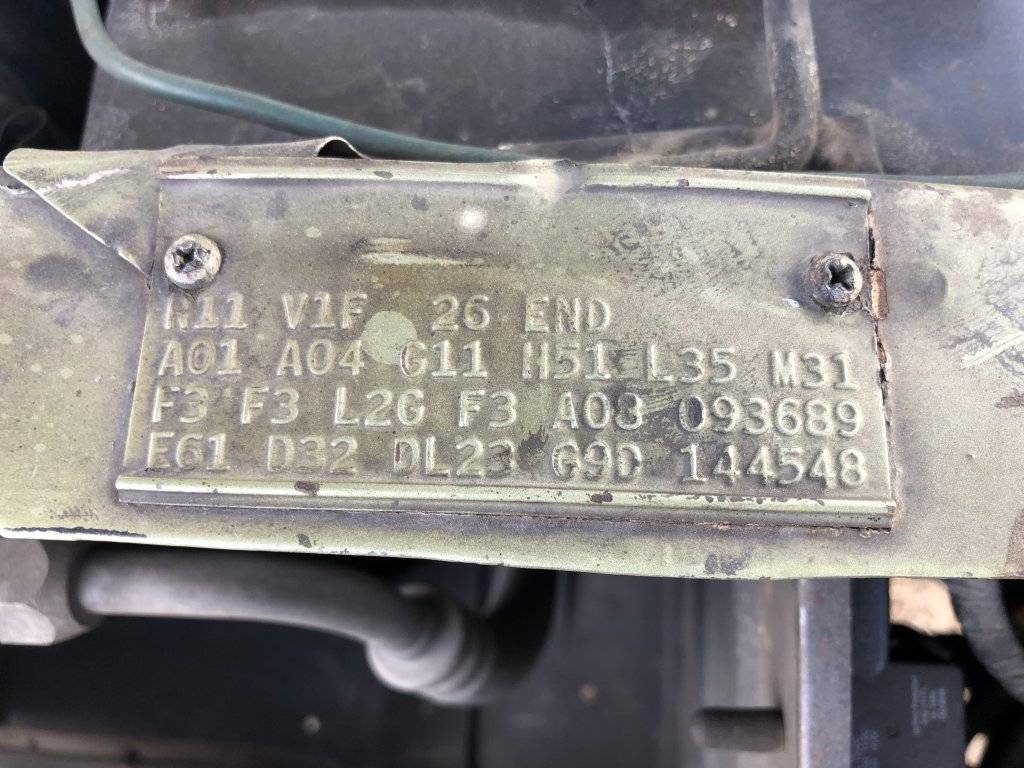 R11 V1F 26 END
A01 A04 G11 H51 L35 M31
F3 F3 L2G F3 A08 093689
E61 D32 DL23 G9D 144548